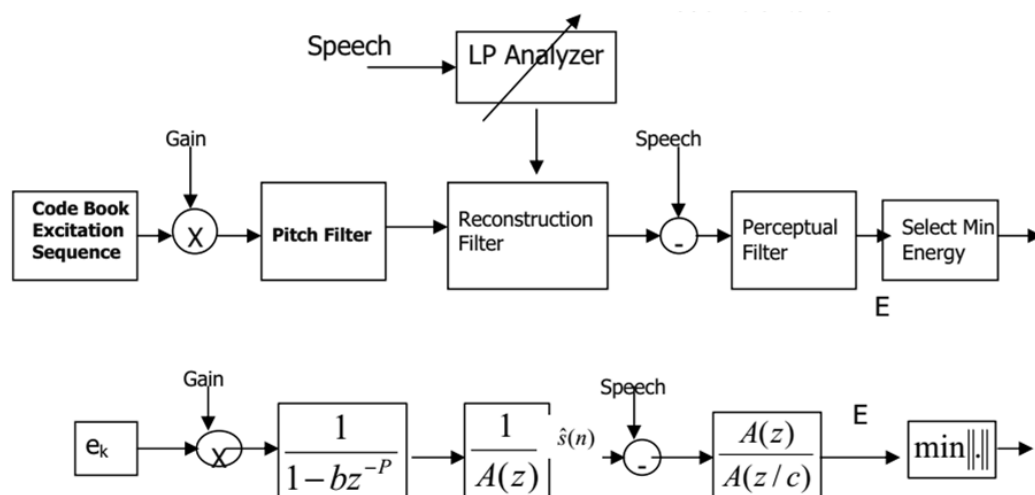 Speech
LP Analyzer
Gain
Speech
Code Book
Excitation
Sequence
X
Pitch Filter
Reconstruction
Filter
-
Perceptual
Filter
Select Min
Energy
E
Gain
Speech
e_k
X
1
1 - bz^{-P}
1
A(z)
ŝ(n)
-
A(z)
A(z/c)
E
min‖.‖